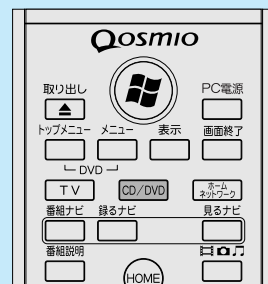 Qosmio
取り出し
PC電源
トップメニュー メニュー 表示 画面終了
DVD
TV
CD/DVD
ホーム
ネットワーク
番組ナビ 録るナビ 見るナビ
番組説明
HOME